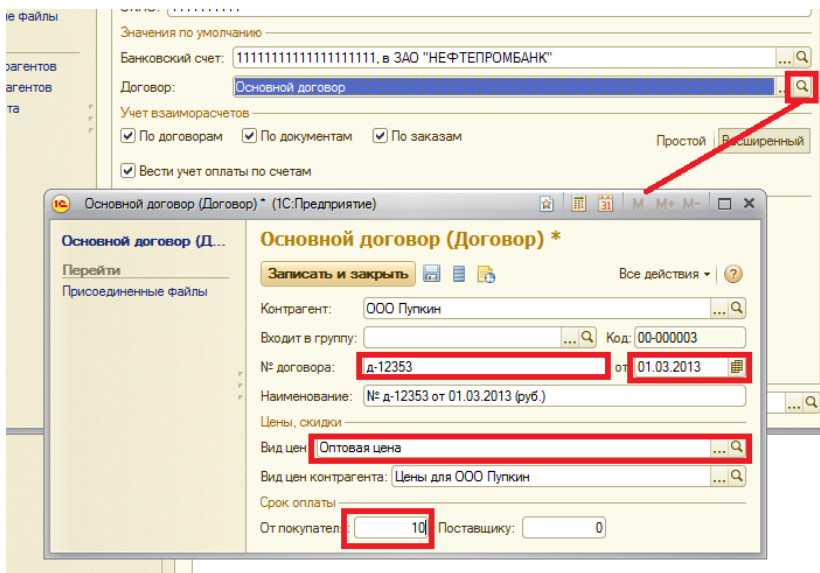 ые файлы
Значения по умолчанию
Банковский счет: 11111111111111111111, в ЗАО "НЕФТЕПРОМБАНК" ...
рагентов
Договор: Основной договор
агентов
та
Учет взаиморасчетов
По договорам По документам По заказам
Простой Расширенный
Вести учет оплаты по счетам
Основной договор (Договор) * (1С:Предприятие) 31 M M+ M-
Основной договор (Д...
Перейти
Присоединенные файлы
Основной договор (Договор) *
Записать и закрыть Все действия ?
Контрагент: ООО Пупкин ...
Входит в группу: ... Код: 00-000003
№ договора: д-12353 от 01.03.2013
Наименование: № д-12353 от 01.03.2013 (руб.)
...
Цены, скидки
Вид цен Оптовая цена ...
Вид цен контрагента: Цены для ООО Пупкин ...
Срок оплаты
От покупателя: 10 Поставщику: 0